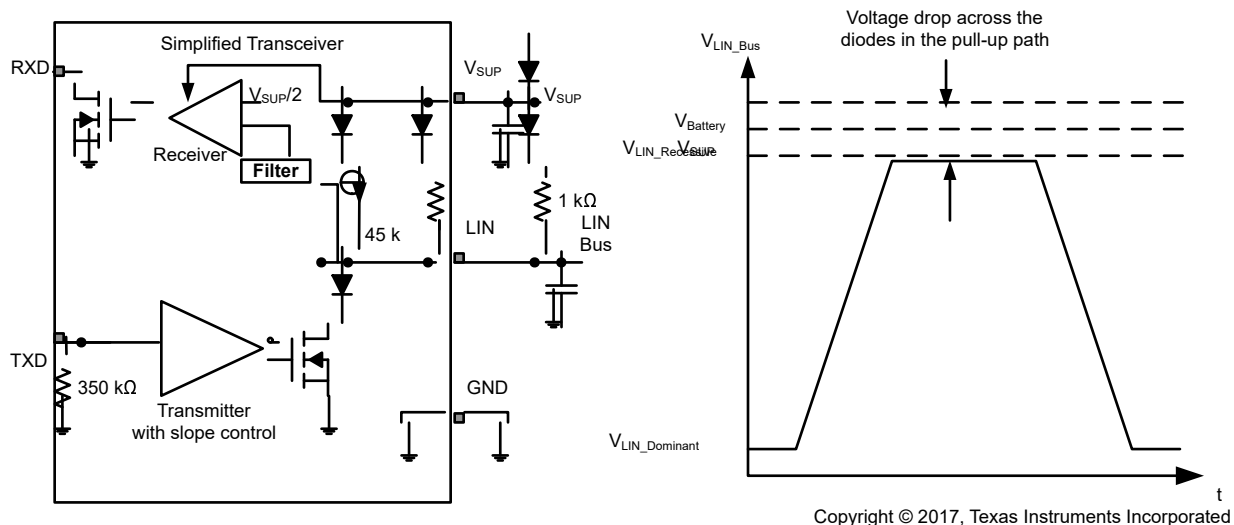 Simplified Transceiver
RXD
V_SUP/2
Receiver
Filter
V_SUP
V_SUP
45 k
1 kΩ
LIN
LIN
Bus
TXD
350 kΩ
Transmitter
with slope control
GND
Voltage drop across the
diodes in the pull-up path
V_LIN_Bus
V_Battery
V_SUP
V_LIN_Recessive
V_LIN_Dominant
t
Copyright © 2017, Texas Instruments Incorporated